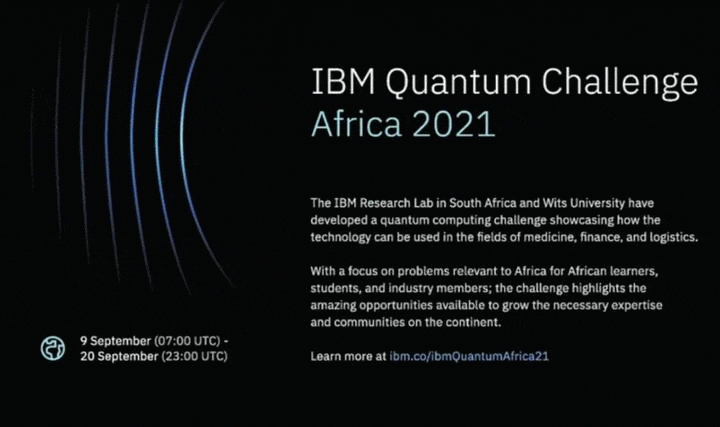 IBM Quantum Challenge
Africa 2021
The IBM Research Lab in South Africa and Wits University have
developed a quantum computing challenge showcasing how the
technology can be used in the fields of medicine, finance, and logistics.
With a focus on problems relevant to Africa for African learners,
students, and industry members; the challenge highlights the
amazing opportunities available to grow the necessary expertise
and communities on the continent.
9 September (07:00 UTC) -
20 September (23:00 UTC)
Learn more at ibm.co/ibmQuantumAfrica21